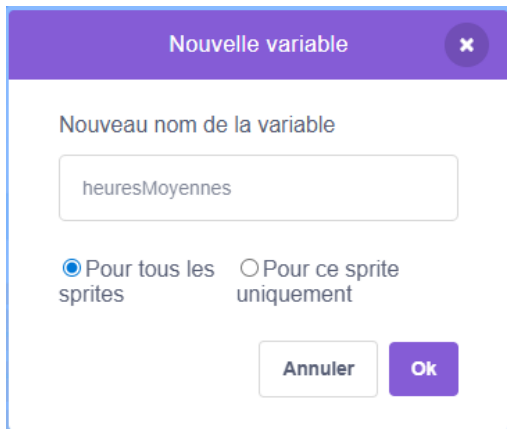 Nouvelle variable
Nouveau nom de la variable
heuresMoyennes
Pour tous les sprites
Pour ce sprite uniquement
Annuler Ok